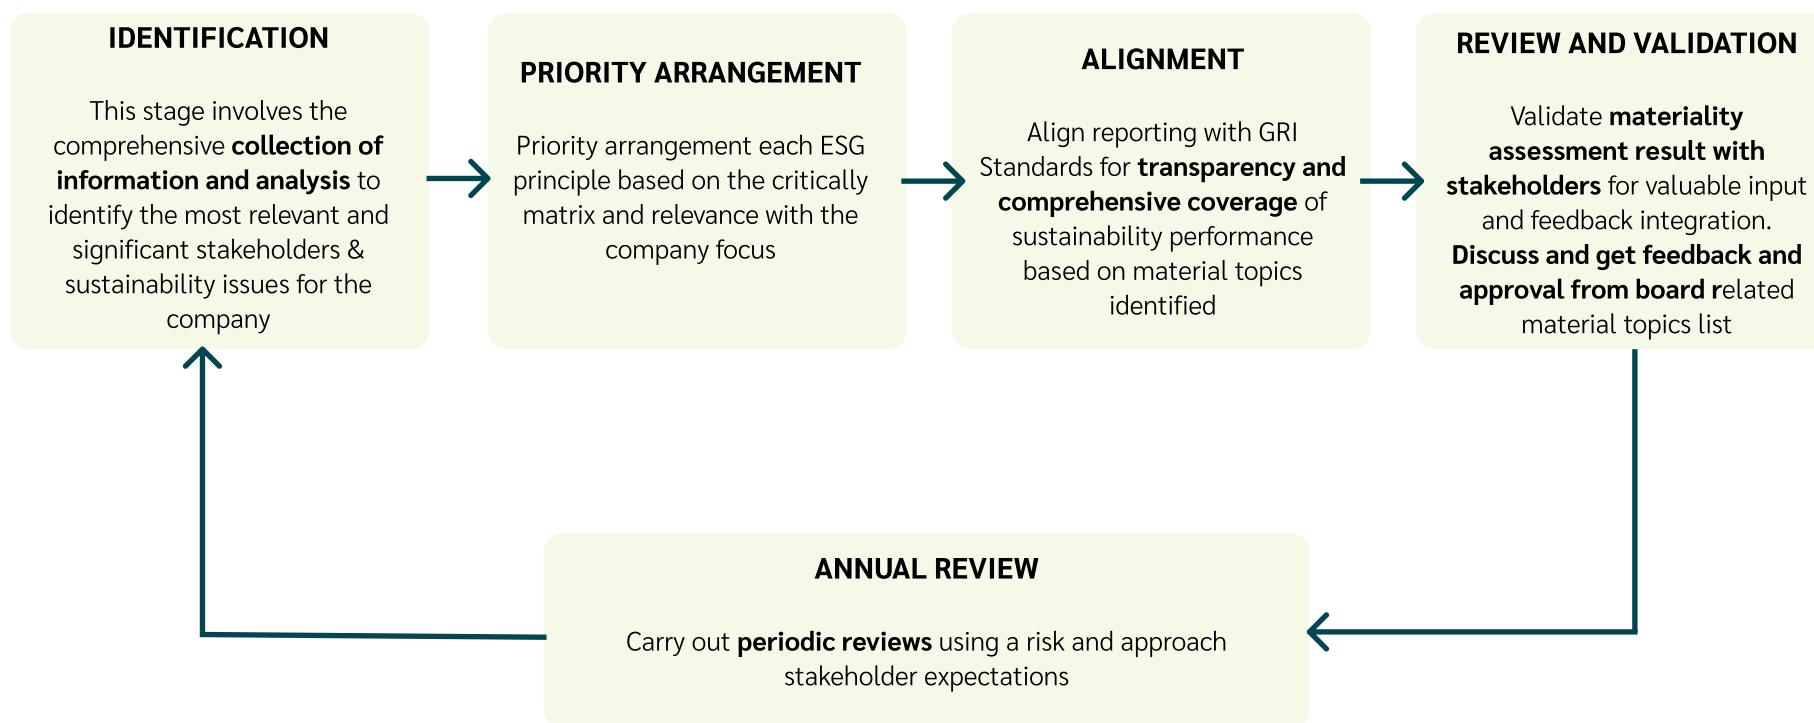 IDENTIFICATION
This stage involves the
comprehensive collection of
information and analysis to
identify the most relevant and
significant stakeholders &
sustainability issues for the
company
PRIORITY ARRANGEMENT
Priority arrangement each ESG
principle based on the critically
matrix and relevance with the
company focus
ALIGNMENT
Align reporting with GRI
Standards for transparency and
comprehensive coverage of
sustainability performance
based on material topics
identified
REVIEW AND VALIDATION
Validate materiality
assessment result with
stakeholders for valuable input
and feedback integration.
Discuss and get feedback and
approval from board related
material topics list
ANNUAL REVIEW
Carry out periodic reviews using a risk and approach
stakeholder expectations